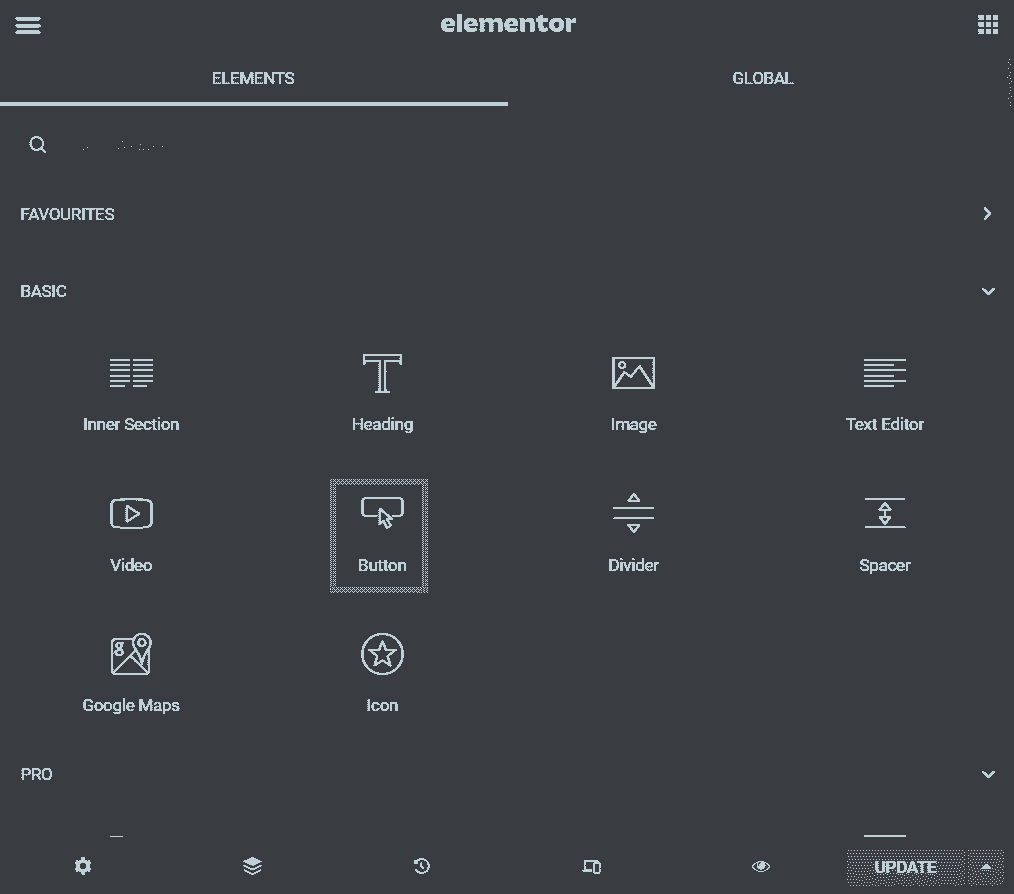 elementor
ELEMENTS GLOBAL
FAVOURITES
BASIC
Inner Section Heading Image Text Editor
Video Button Divider Spacer
Google Maps Icon
PRO
UPDATE